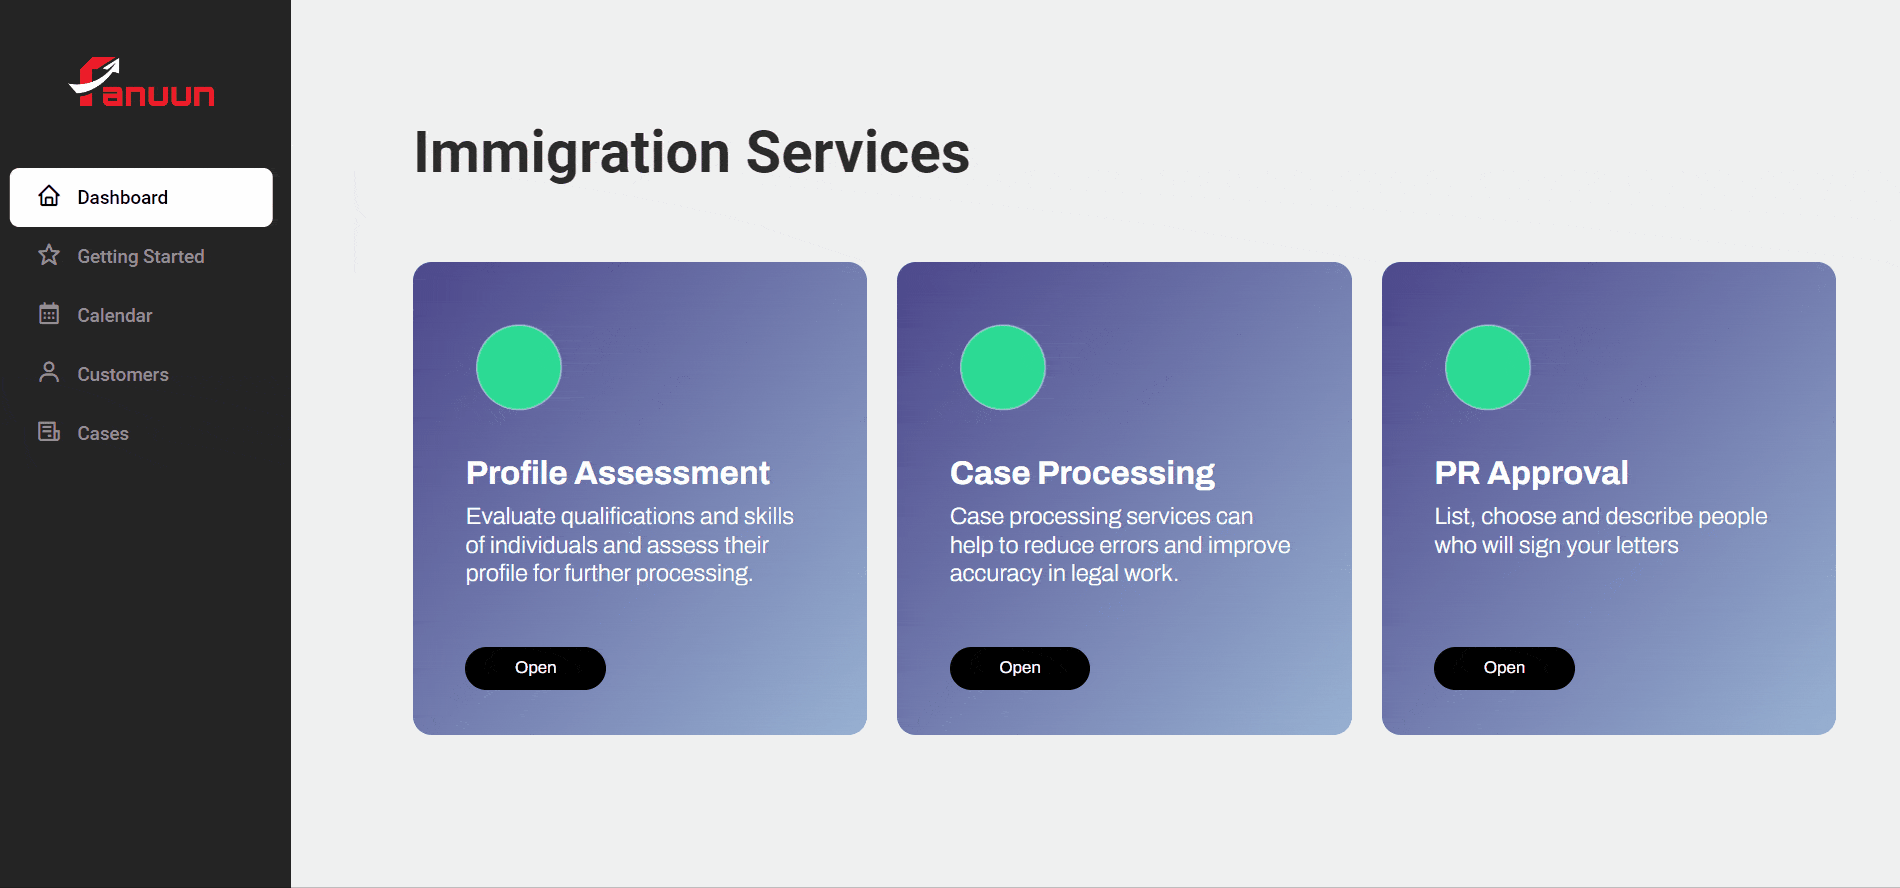 Fanuun
Dashboard
Getting Started
Calendar
Customers
Cases
Immigration Services
Profile Assessment
Evaluate qualifications and skills
of individuals and assess their
profile for further processing.
Open
Case Processing
Case processing services can
help to reduce errors and improve
accuracy in legal work.
Open
PR Approval
List, choose and describe people
who will sign your letters
Open